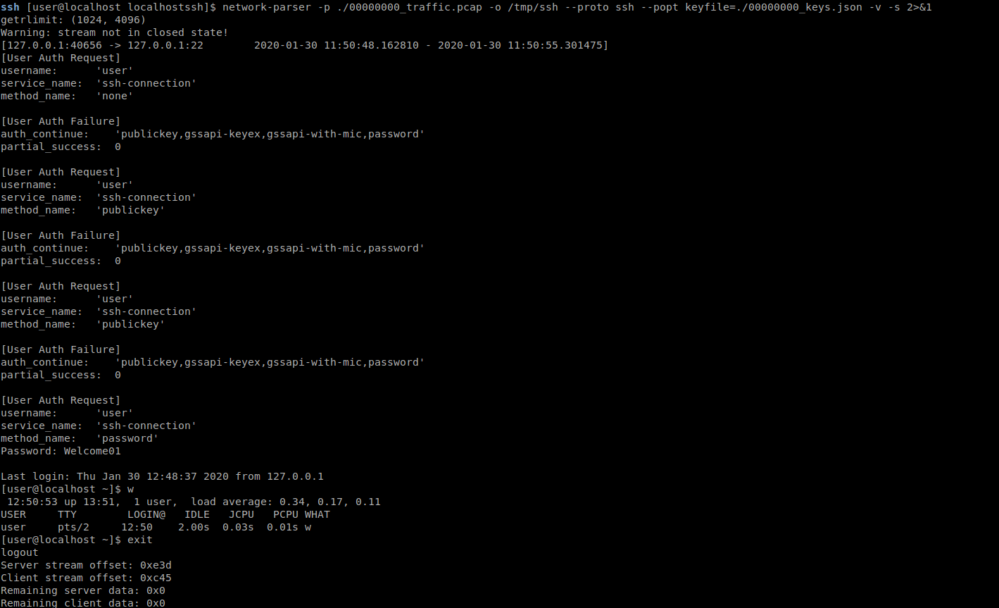 ssh [user@localhost localhostssh]$ network-parser -p ./00000000_traffic.pcap -o /tmp/ssh --proto ssh --popt keyfile=./00000000_keys.json -v -s 2>&1
getrlimit: (1024, 4096)
Warning: stream not in closed state!
[127.0.0.1:40656 -> 127.0.0.1:22        2020-01-30 11:50:48.162810 - 2020-01-30 11:50:55.301475]
[User Auth Request]
username:      'user'
service_name:  'ssh-connection'
method_name:   'none'

[User Auth Failure]
auth_continue:    'publickey,gssapi-keyex,gssapi-with-mic,password'
partial_success:  0

[User Auth Request]
username:      'user'
service_name:  'ssh-connection'
method_name:   'publickey'

[User Auth Failure]
auth_continue:    'publickey,gssapi-keyex,gssapi-with-mic,password'
partial_success:  0

[User Auth Request]
username:      'user'
service_name:  'ssh-connection'
method_name:   'publickey'

[User Auth Failure]
auth_continue:    'publickey,gssapi-keyex,gssapi-with-mic,password'
partial_success:  0

[User Auth Request]
username:      'user'
service_name:  'ssh-connection'
method_name:   'password'
Password: Welcome01

Last login: Thu Jan 30 12:48:37 2020 from 127.0.0.1
[user@localhost ~]$ w
 12:50:53 up 13:51,  1 user,  load average: 0.34, 0.17, 0.11
USER     TTY        LOGIN@   IDLE   JCPU   PCPU WHAT
user     pts/2     12:50    2.00s  0.03s  0.01s w
[user@localhost ~]$ exit
logout
Server stream offset: 0xe3d
Client stream offset: 0xc45
Remaining server data: 0x0
Remaining client data: 0x0